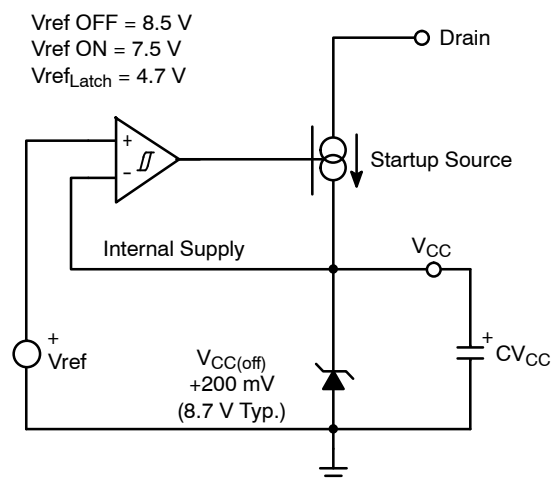 Vref OFF = 8.5 V
Vref ON = 7.5 V
VrefLatch = 4.7 V
Drain
+
-
Startup Source
Internal Supply
VCC
+
Vref
VCC(off)
+200 mV
(8.7 V Typ.)
+
CVCC